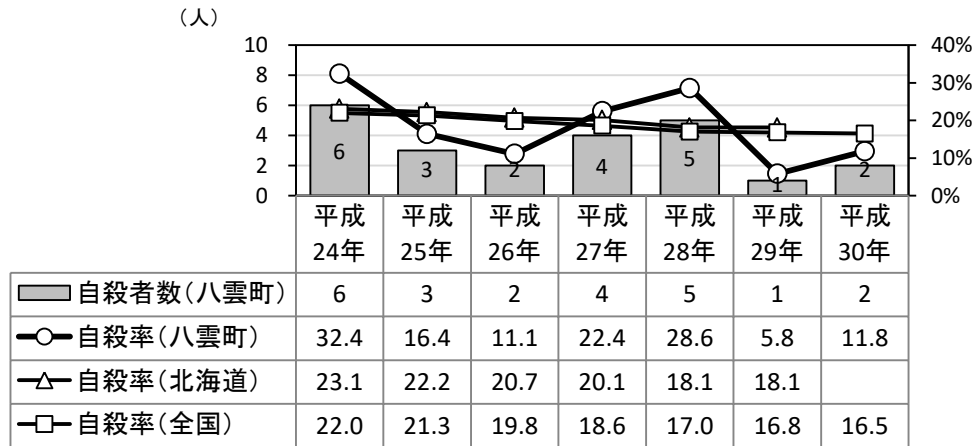 (人)
10 40%
8 30%
6 20%
4 10%
2 0%
0
6 3 2 4 5 1 2
平成 平成 平成 平成 平成 平成 平成
24年 25年 26年 27年 28年 29年 30年
自殺者数(八雲町) 6 3 2 4 5 1 2
自殺率(八雲町) 32.4 16.4 11.1 22.4 28.6 5.8 11.8
自殺率(北海道) 23.1 22.2 20.7 20.1 18.1 18.1
自殺率(全国) 22.0 21.3 19.8 18.6 17.0 16.8 16.5